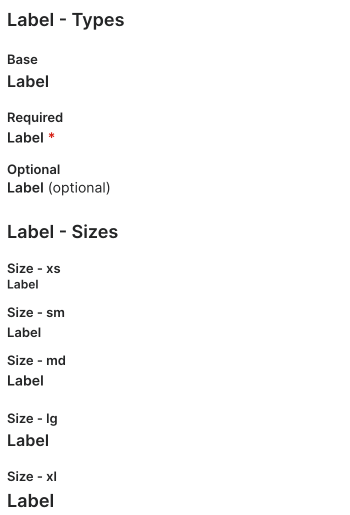 Label - Types
Base
Label
Required
Label *
Optional
Label (optional)
Label - Sizes
Size - xs
Label
Size - sm
Label
Size - md
Label
Size - lg
Label
Size - xl
Label